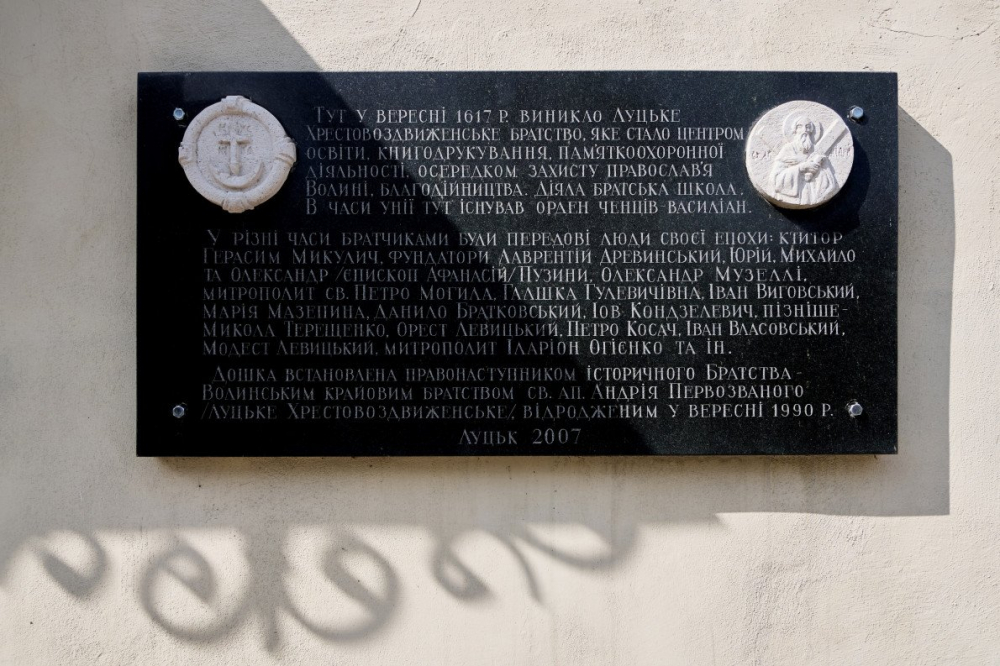 Тут у вересні 1617 р. виникло Луцьке
Хрестовоздвиженське братство, яке стало центром
освіти, книгодрукування, пам'яткоохоронної
діяльності, осередком захисту православ'я
Волині, благодійництва. Діяла братська школа.
В часи унії тут існував орден ченців-василіан.
У різні часи братчиками були передові люди своєї епохи: ктитор
Герасим Микулич, фундатори Лаврентій Древинський, Юрій, Михайло
та Олександр /єпископ Афанасій/ Пузини, Олександр Музеллі,
митрополит св. Петро Могила, Галшка Гулевичівна, Іван Виговський,
Марія Мазепина, Данило Братковський, Іов Кондзелевич, пізніше-
Микола Терещенко, Орест Левицький, Петро Косач, Іван Власовський,
Модест Левицький, митрополит Іларіон Огієнко та ін.
Дошка встановлена правонаступником історичного Братства-
Волинським крайовим братством св. ап. Андрія Первозваного
/Луцьке Хрестовоздвиженське/ відродженим у вересні 1990 р.
Луцьк 2007